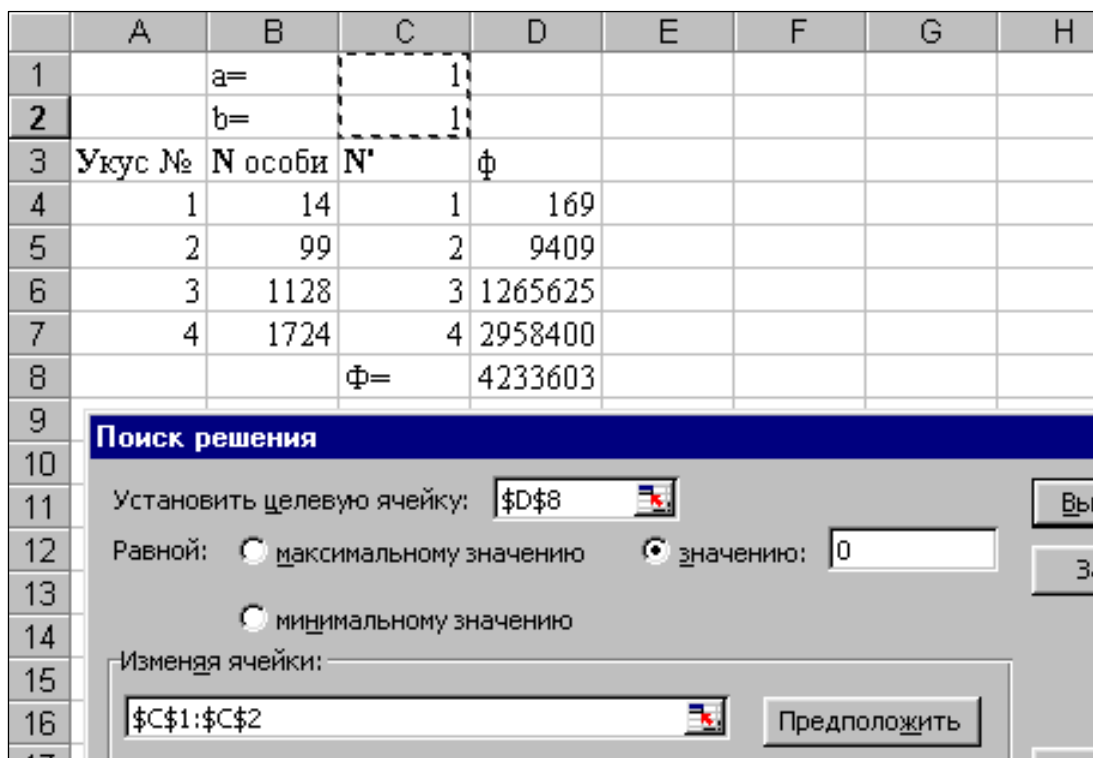 A B C D E F G H
1 a= 1
2 b= 1
3 Укус № N особи N' ф
4 1 14 1 169
5 2 99 2 9409
6 3 1128 3 1265625
7 4 1724 4 2958400
8 Ф= 4233603
9
10 Поиск решения
11 Установить целевую ячейку: $D$8
12 Равной: максимальному значению значению: 0
13
14 минимальному значению
15 Изменяя ячейки:
16 $C$1:$C$2 Предположить